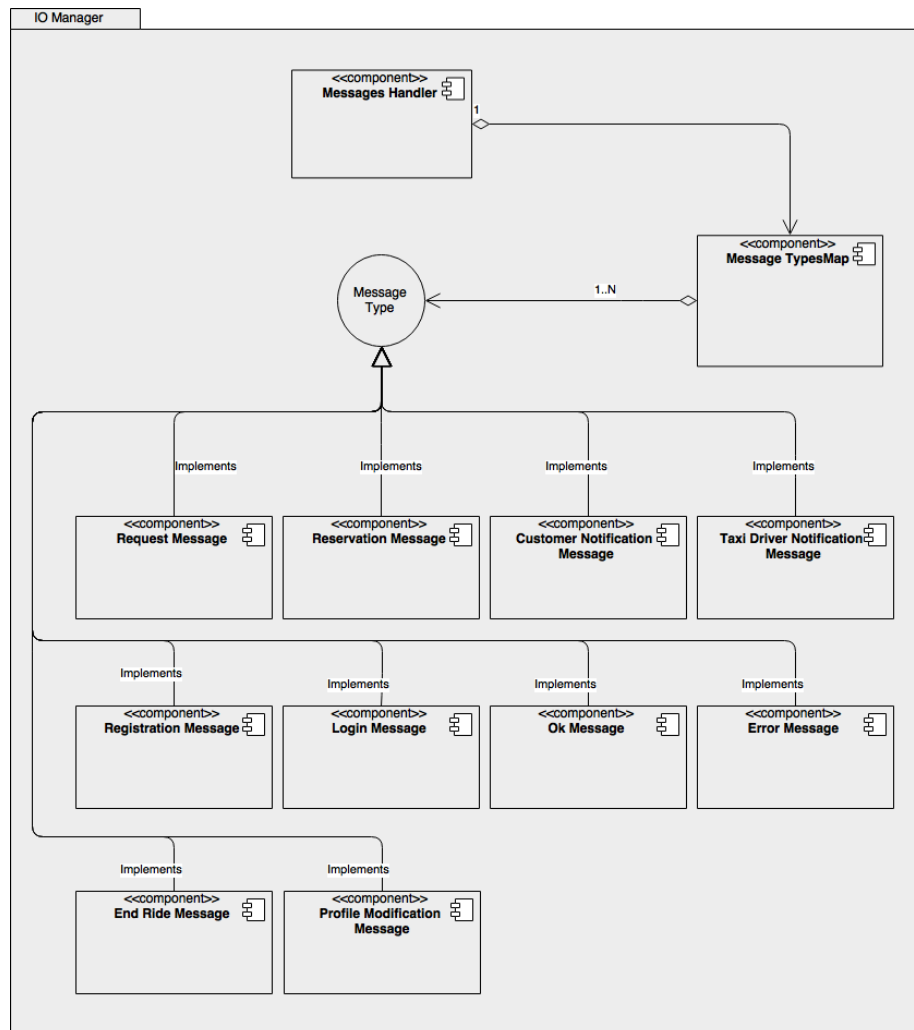 IO Manager
<<component>>
Messages Handler
1
<<component>>
Message TypesMap
Message
Type
1..N
Implements
Implements
Implements
Implements
<<component>>
Request Message
<<component>>
Reservation Message
<<component>>
Customer Notification
Message
<<component>>
Taxi Driver Notification
Message
Implements
Implements
Implements
Implements
<<component>>
Registration Message
<<component>>
Login Message
<<component>>
Ok Message
<<component>>
Error Message
Implements
Implements
<<component>>
End Ride Message
<<component>>
Profile Modification
Message